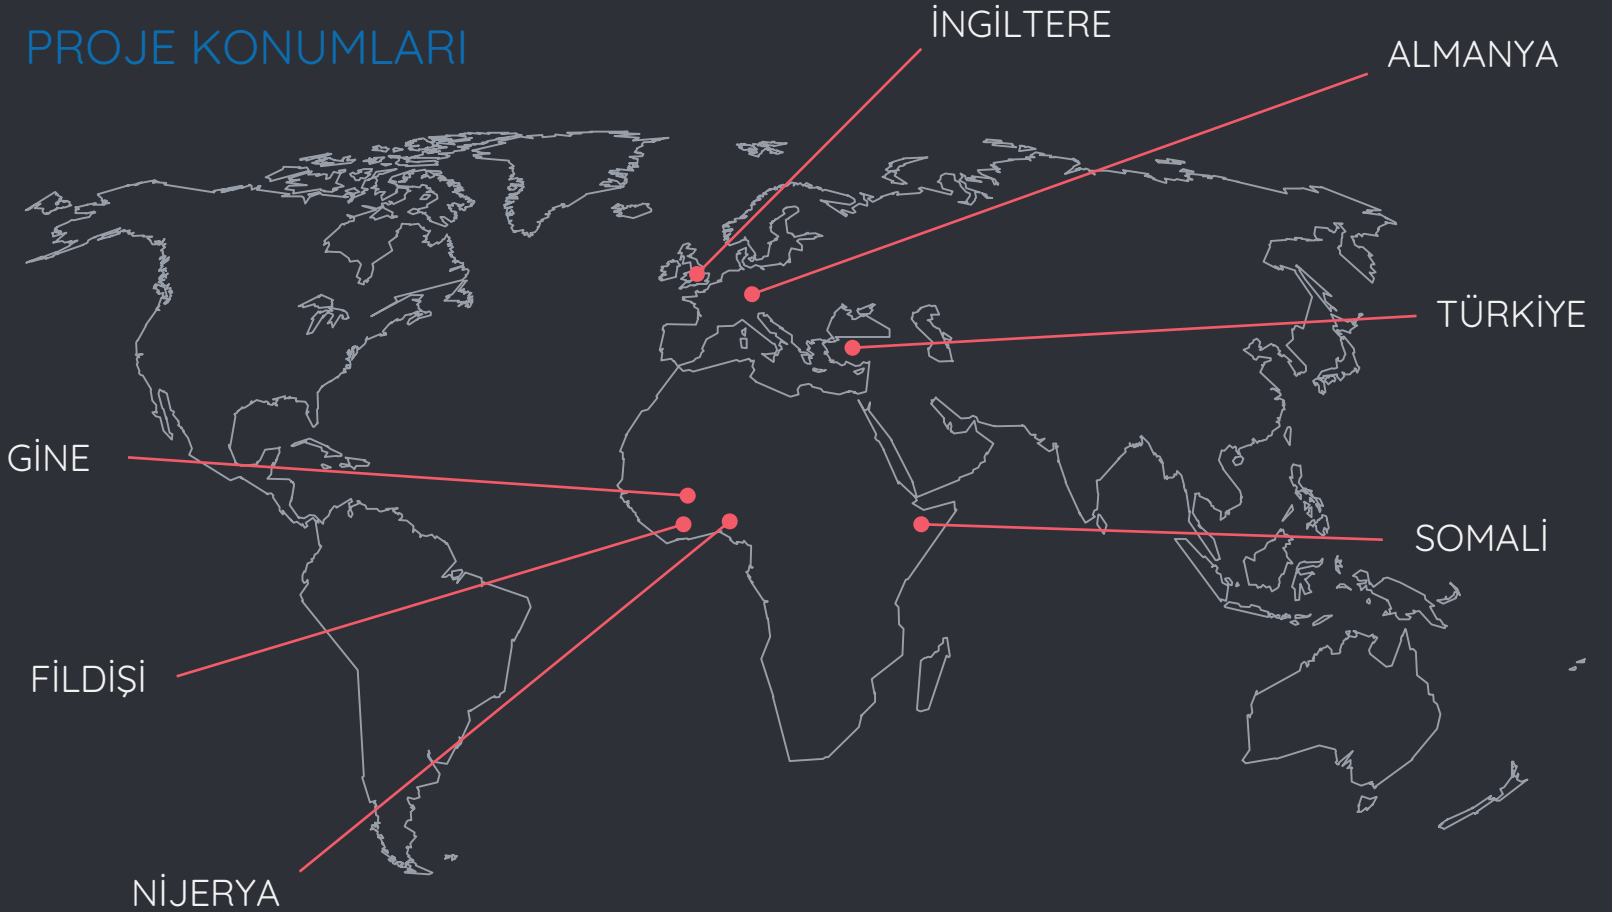 PROJE KONUMLARI
İNGİLTERE
ALMANYA
TÜRKİYE
GİNE
SOMALİ
FİLDİŞİ
NİJERYA